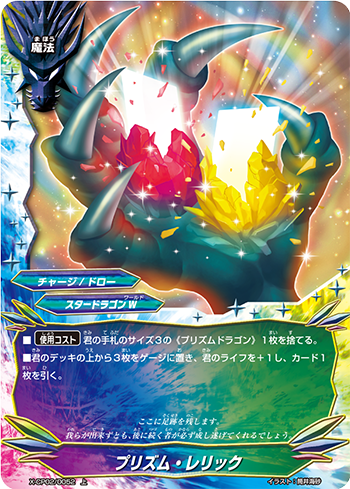 魔法
チャージ / ドロー
スタードラゴンW
■使用コスト 君の手札のサイズ3の《プリズムドラゴン》1枚を捨てる。
■君のデッキの上から3枚をゲージに置き、君のライフを+1し、カード1
枚を引く。
ここに足跡を残します。
我らが出来ずとも、後に続く者が必ず成し遂げてくれるでしょう
プリズム・レリック
X-CP02/0052 上 イラスト:筒井海砂